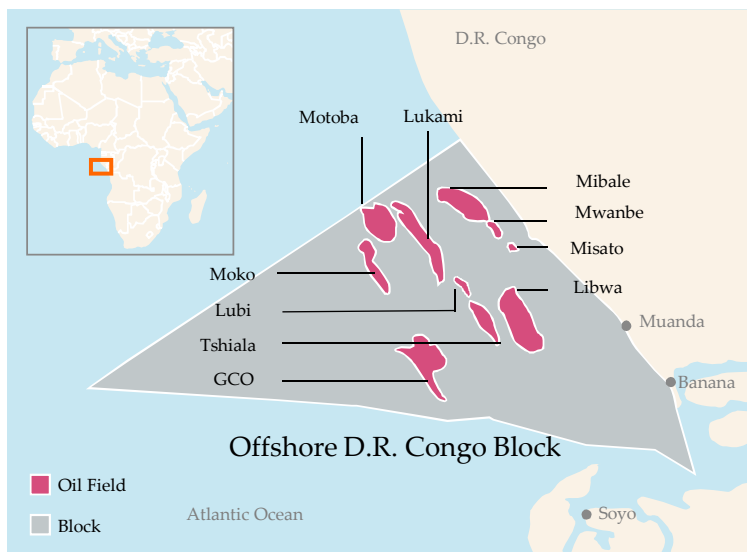 D.R. Congo
Motoba
Lukami
Mibale
Mwanbe
Misato
Moko
Libwa
Lubi
Muanda
Tshiala
GCO
Banana
Offshore D.R. Congo Block
Oil Field
Block
Atlantic Ocean
Soyo